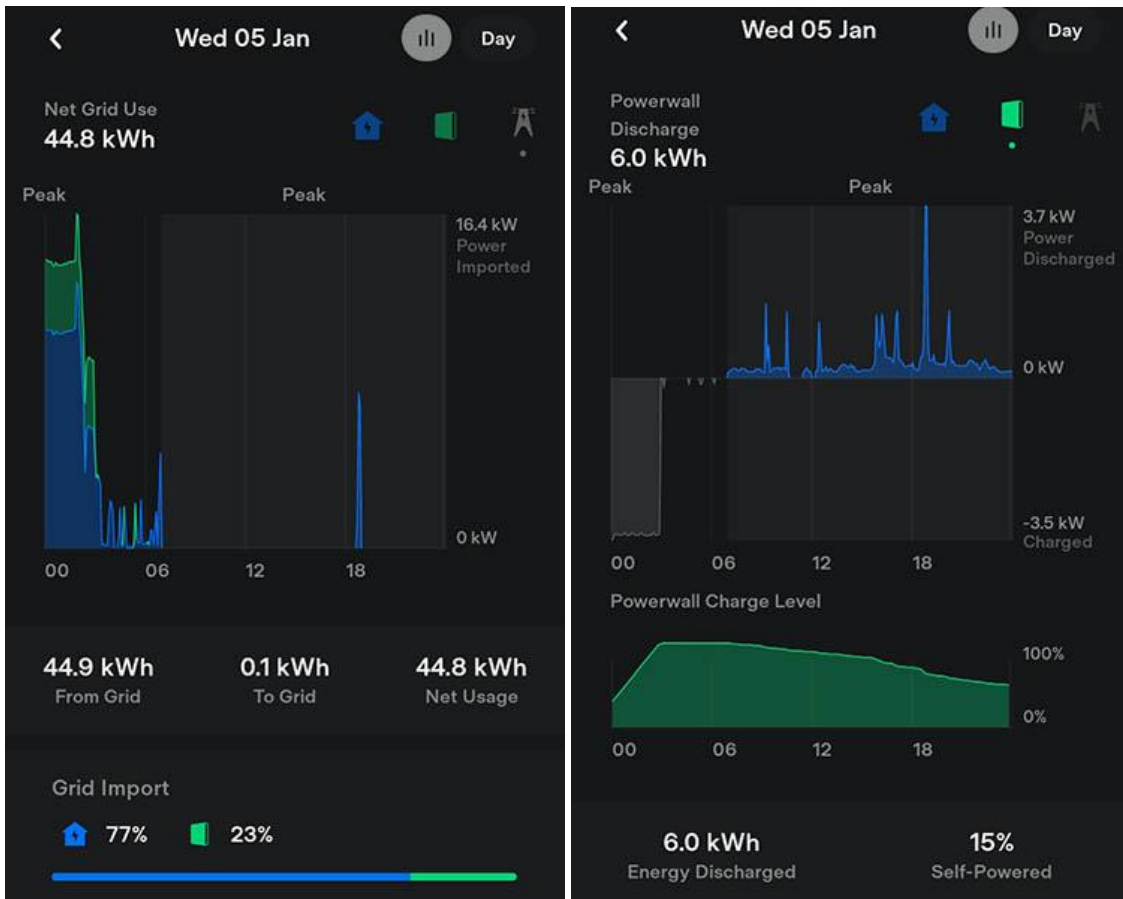 Wed 05 Jan
Day
Net Grid Use
44.8 kWh
Peak
Peak
16.4 kW
Power
Imported
0 kW
00
06
12
18
44.9 kWh
0.1 kWh
44.8 kWh
From Grid
To Grid
Net Usage
Grid Import
77%
23%
Wed 05 Jan
Day
Powerwall
Discharge
6.0 kWh
Peak
Peak
3.7 kW
Power
Discharged
0 kW
-3.5 kW
Charged
00
06
12
18
Powerwall Charge Level
100%
0%
00
06
12
18
6.0 kWh
15%
Energy Discharged
Self-Powered